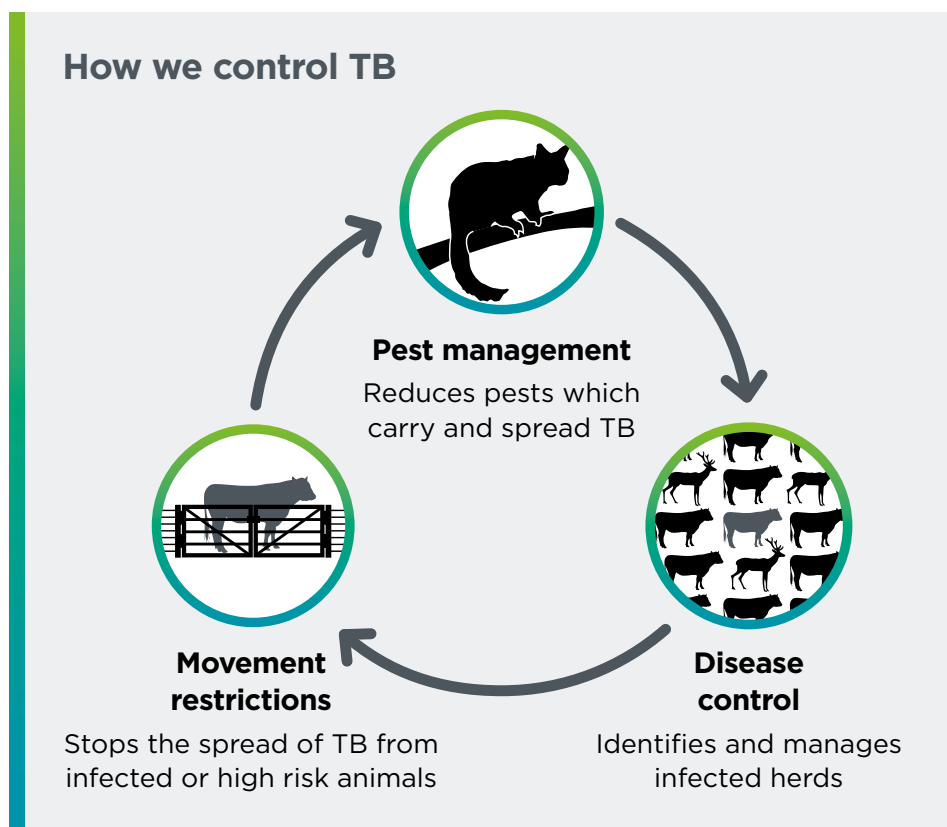 How we control TB
Pest management
Reduces pests which
carry and spread TB
Movement
restrictions
Stops the spread of TB from
infected or high risk animals
Disease
control
Identifies and manages
infected herds